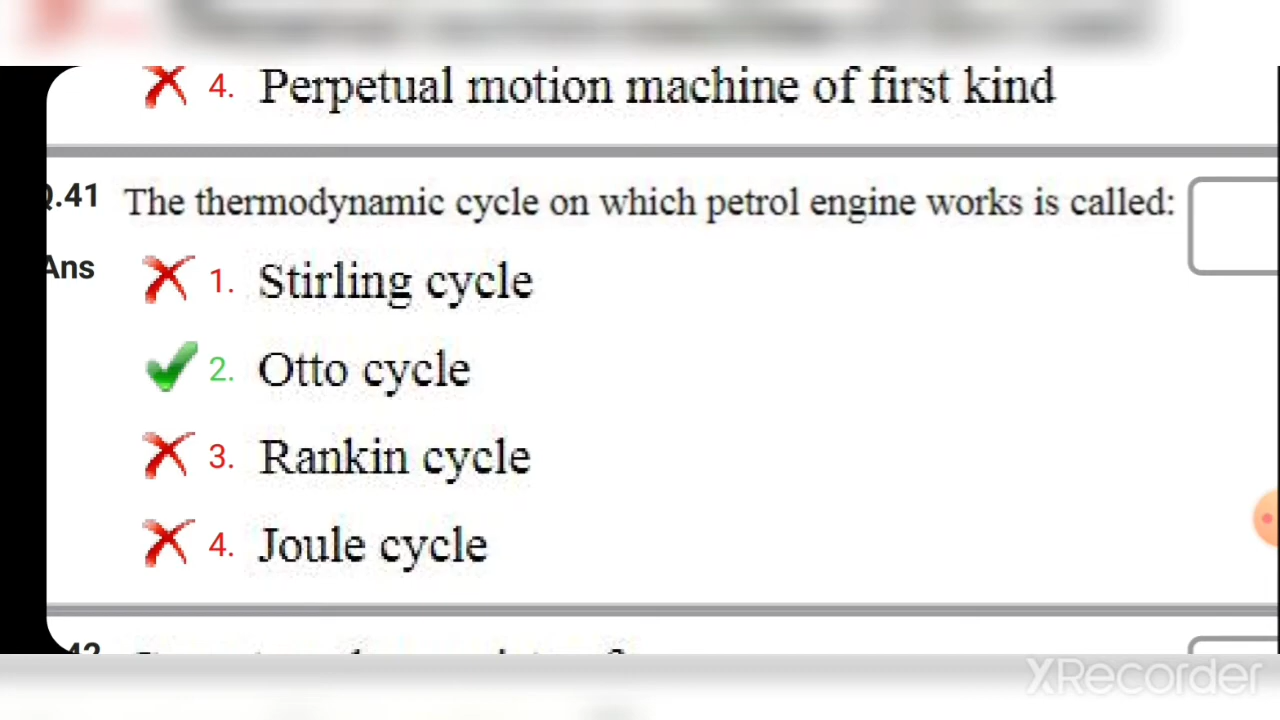 4. Perpetual motion machine of first kind
.41 The thermodynamic cycle on which petrol engine works is called:
Ans 1. Stirling cycle
2. Otto cycle
3. Rankin cycle
4. Joule cycle
XRecorder